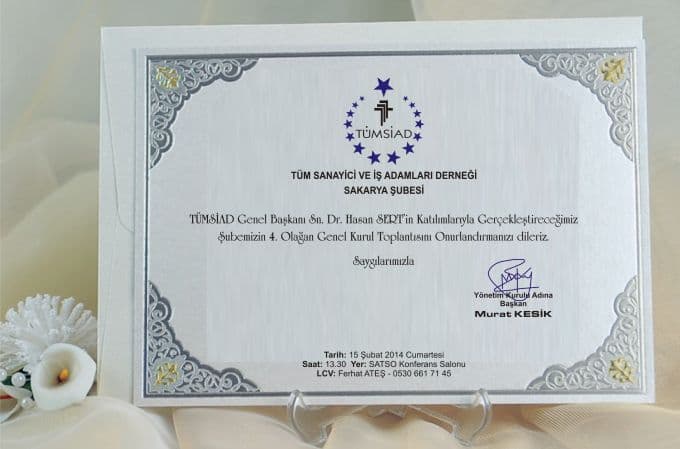 TÜMSİAD
TÜM SANAYİCİ VE İŞ ADAMLARI DERNEĞİ
SAKARYA ŞUBESİ
TÜMSİAD Genel Başkanı Sn. Dr. Hasan SERT'in Katılımlarıyla Gerçekleştireceğimiz
Şubemizin 4. Olağan Genel Kurul Toplantısını Onurlandırmanızı dileriz.
Saygılarımızla
Yönetim Kurulu Adına
Başkan
Murat KESİK
Tarih: 15 Şubat 2014 Cumartesi
Saat: 13.30 Yer: SATSO Konferans Salonu
LCV: Ferhat ATEŞ - 0530 661 71 45